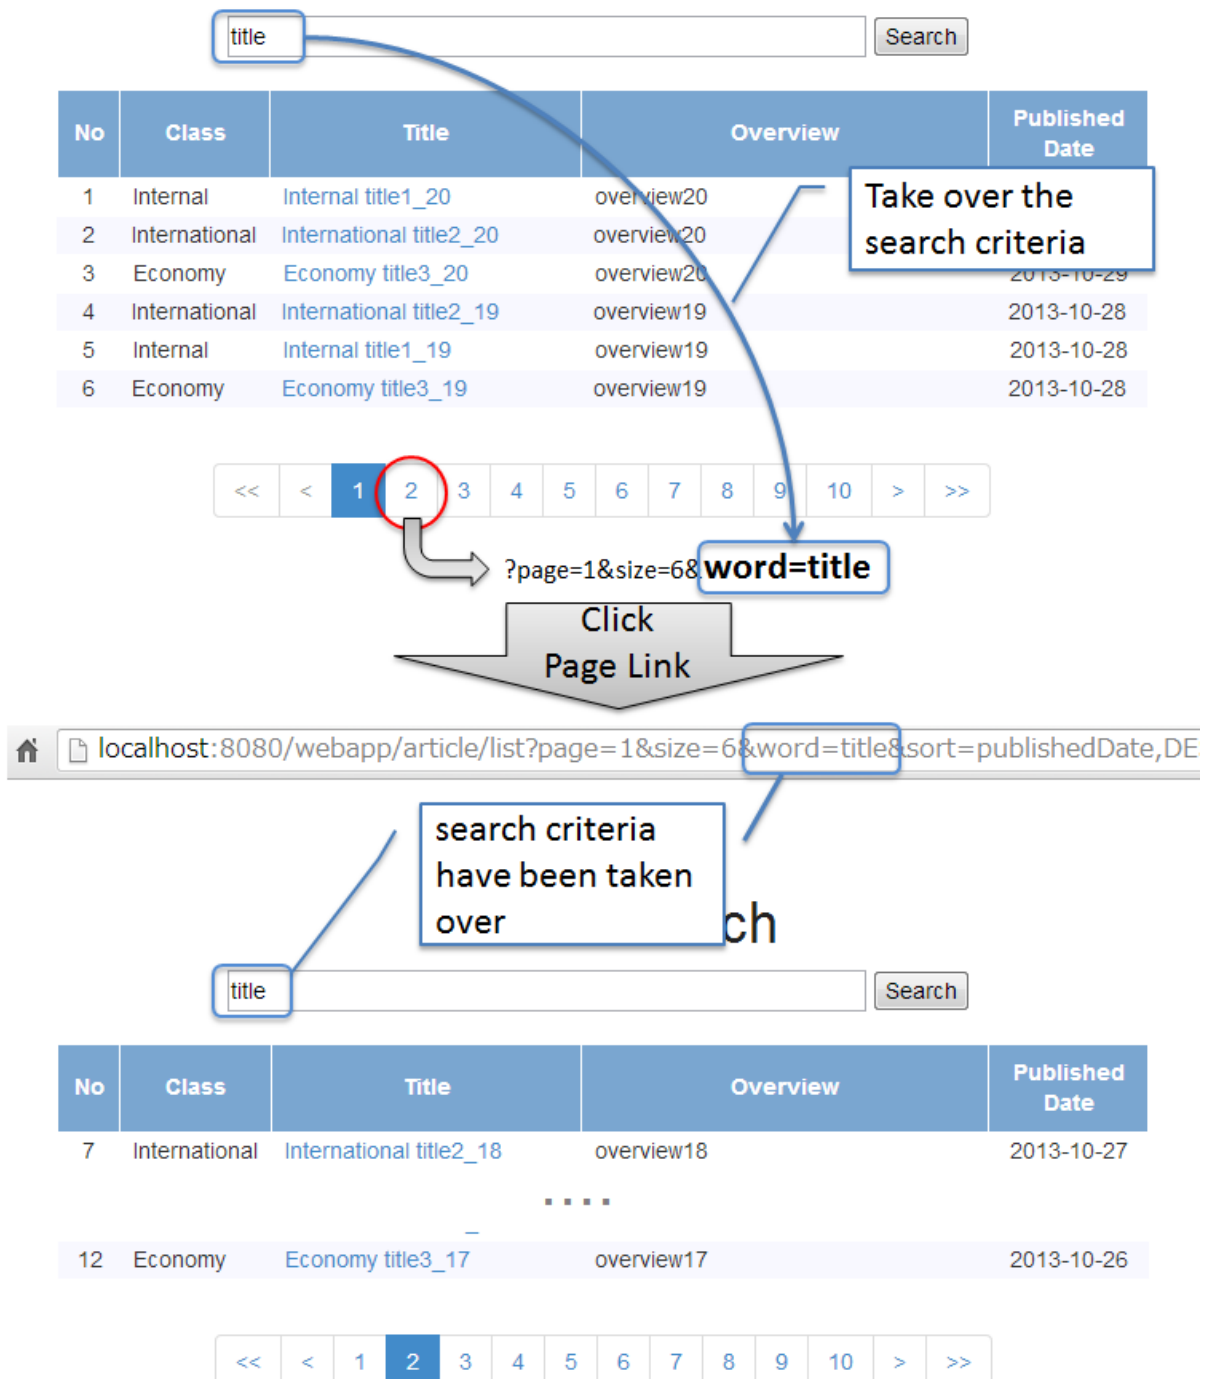 title Search
No Class Title Overview Published Date
1 Internal Internal title1_20 overview20
2 International International title2_20 overview20
3 Economy Economy title3_20 overview20 2013-10-29
Take over the
search criteria
4 International International title2_19 overview19 2013-10-28
5 Internal Internal title1_19 overview19 2013-10-28
6 Economy Economy title3_19 overview19 2013-10-28
<< < 1 2 3 4 5 6 7 8 9 10 > >>
?page=1&size=6& word=title
Click
Page Link
localhost:8080/webapp/article/list?page=1&size=6&word=title&sort=publishedDate,DE
search criteria
have been taken
over
ch
title Search
No Class Title Overview Published Date
7 International International title2_18 overview18 2013-10-27
....
12 Economy Economy title3_17 overview17 2013-10-26
<< < 1 2 3 4 5 6 7 8 9 10 > >>